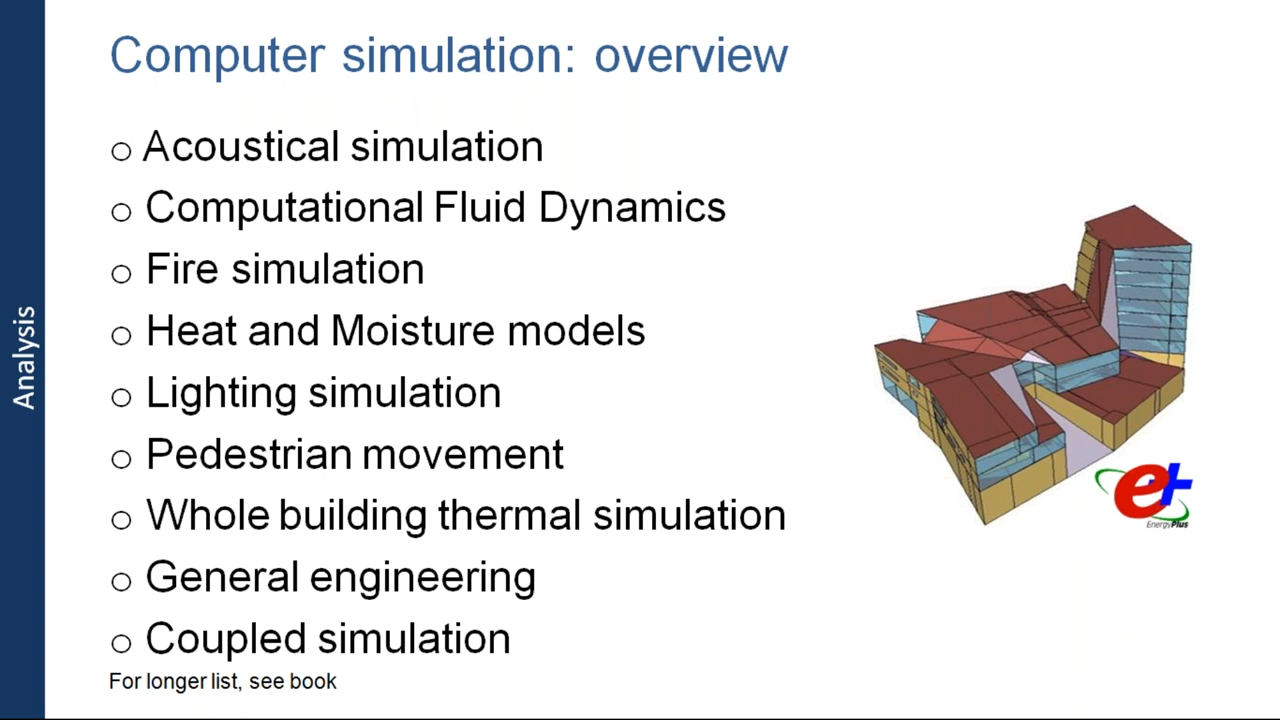 Computer simulation: overview
Analysis
o Acoustical simulation
o Computational Fluid Dynamics
o Fire simulation
o Heat and Moisture models
o Lighting simulation
o Pedestrian movement
o Whole building thermal simulation
o General engineering
o Coupled simulation
For longer list, see book
e+
EnergyPlus